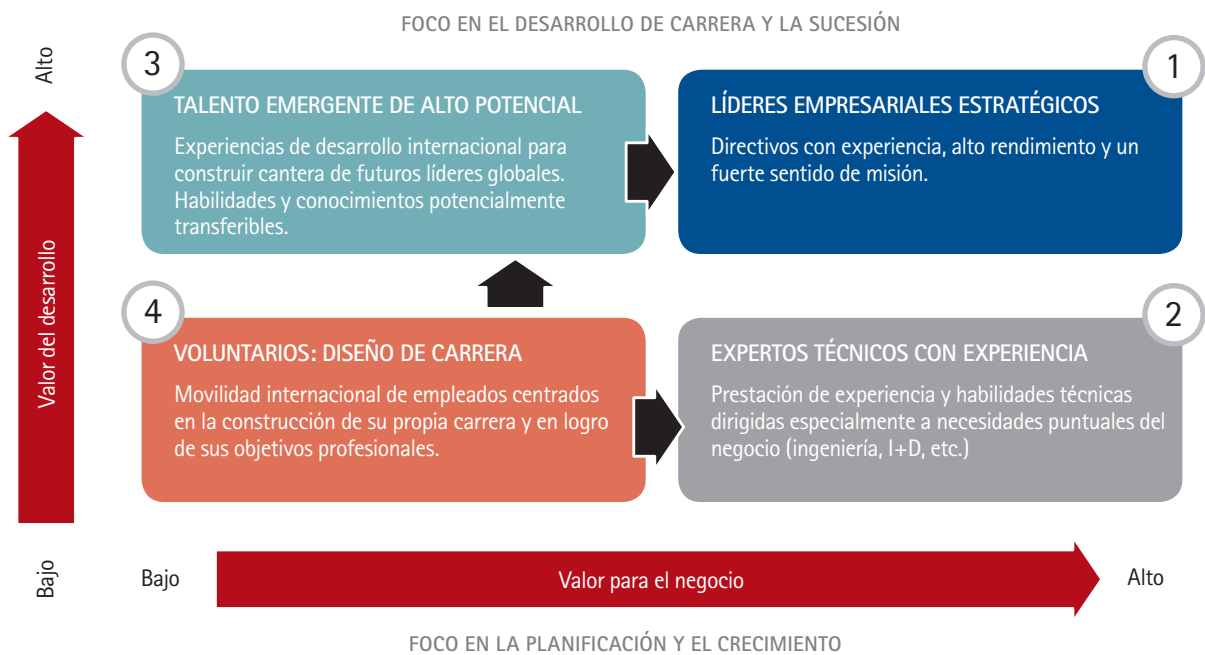 FOCO EN EL DESARROLLO DE CARRERA Y LA SUCESIÓN
Alto
3
TALENTO EMERGENTE DE ALTO POTENCIAL
Experiencias de desarrollo internacional para
construir cantera de futuros líderes globales.
Habilidades y conocimientos potencialmente
transferibles.
1
LÍDERES EMPRESARIALES ESTRATÉGICOS
Directivos con experiencia, alto rendimiento y un
fuerte sentido de misión.
Valor del desarrollo
4
VOLUNTARIOS: DISEÑO DE CARRERA
Movilidad internacional de empleados centrados
en la construcción de su propia carrera y en logro
de sus objetivos profesionales.
2
EXPERTOS TÉCNICOS CON EXPERIENCIA
Prestación de experiencia y habilidades técnicas
dirigidas especialmente a necesidades puntuales del
negocio (ingeniería, I+D, etc.)
Bajo
Bajo
Valor para el negocio
Alto
FOCO EN LA PLANIFICACIÓN Y EL CRECIMIENTO